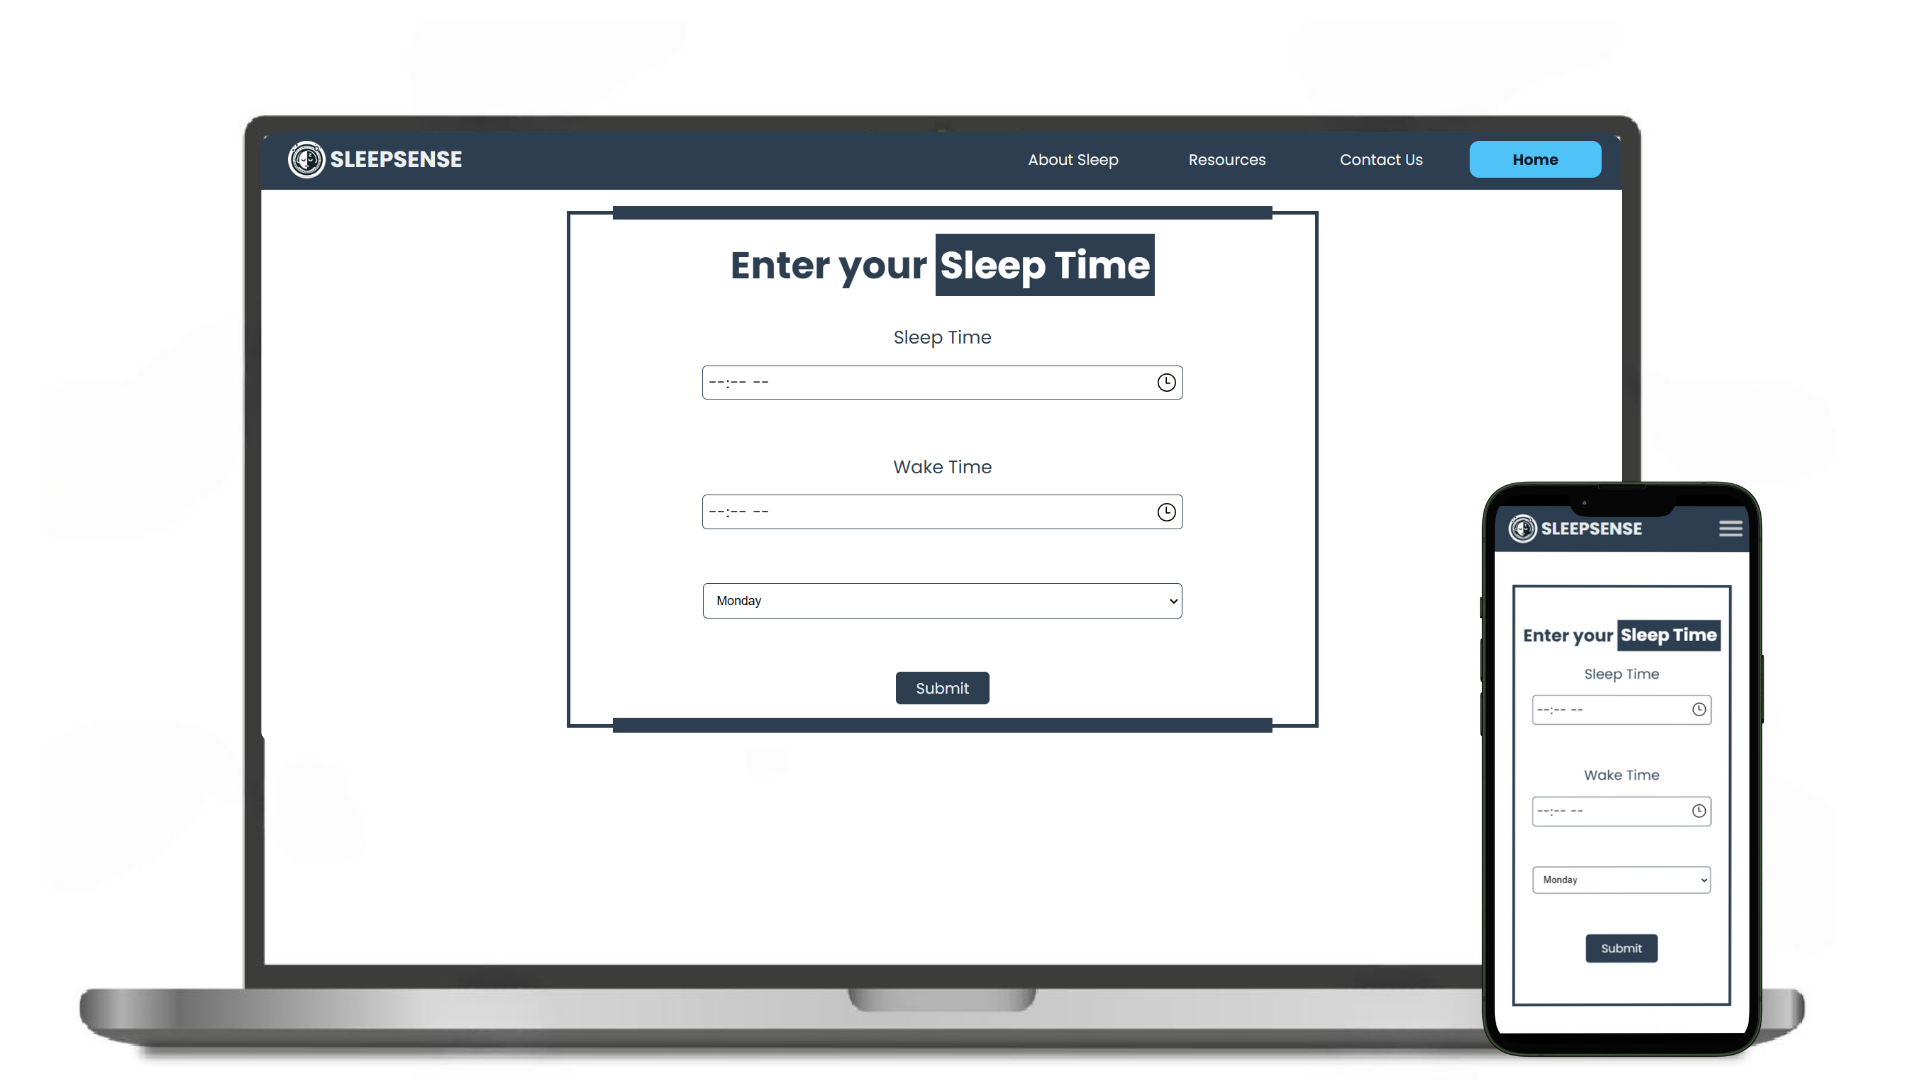 SLEEPSENSE
About Sleep
Resources
Contact Us
Home
Enter your Sleep Time
Sleep Time
--:-- --
Wake Time
--:-- --
Monday
Submit
SLEEPSENSE
Enter your Sleep Time
Sleep Time
--:-- --
Wake Time
--:-- --
Monday
Submit